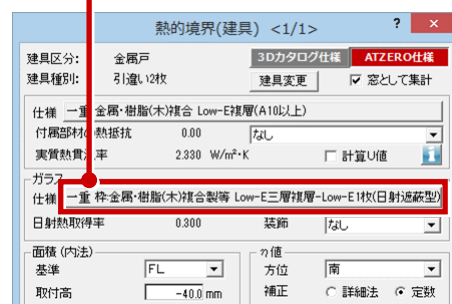 熱的境界(建具) <1/1> ? ×
建具区分: 金属戸 3Dカタログ仕様 ATZERO仕様
建具種別: 引違い2枚 建具変更 窓として集計
仕様 一重 金属・樹脂(木)複合 Low-E複層(A10以上)
付属部材の熱抵抗 0.00 なし
実質熱貫流率 2.330 W/m²・K 計算U値
ガラス
仕様 一重 枠:金属・樹脂(木)複合製等 Low-E三層複層-Low-E1枚(日射遮蔽型)
日射熱取得率 0.300 装飾 なし
面積 (内法) η値
基準 FL 方位 南
取付高 -40.0 mm 補正 詳細法 定数